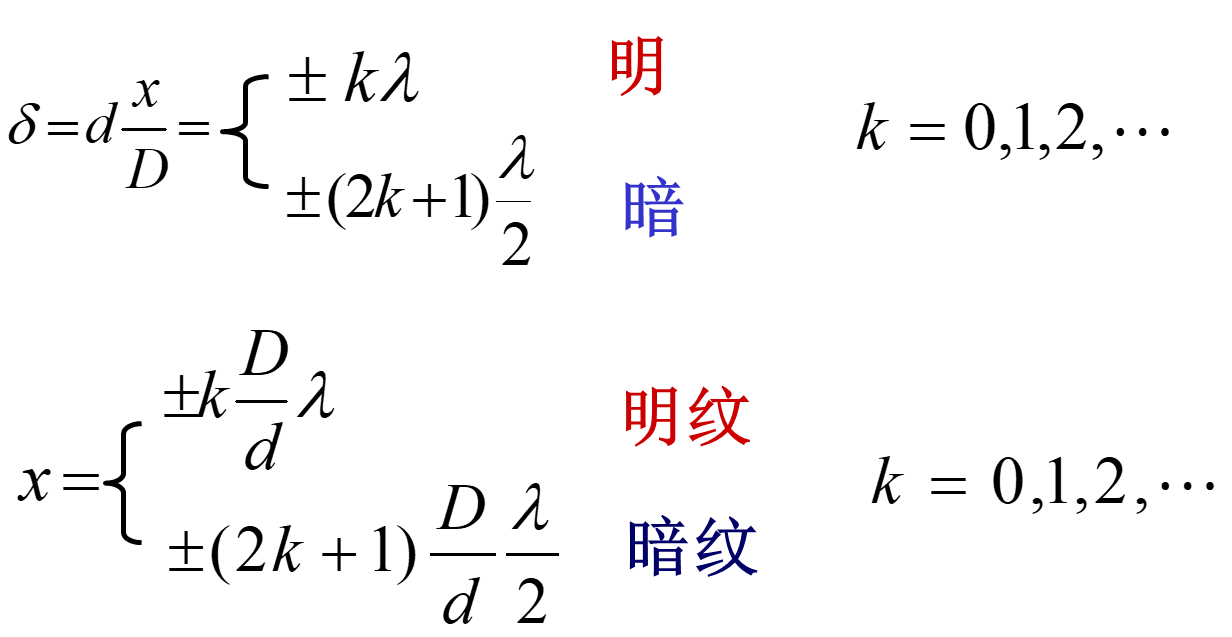 δ = d x/D = { ± kλ 明
± (2k+1) λ/2 暗
k = 0,1,2,⋯
x = { ±k D/d λ 明纹
±(2k+1) D/d λ/2 暗纹
k = 0,1,2,⋯